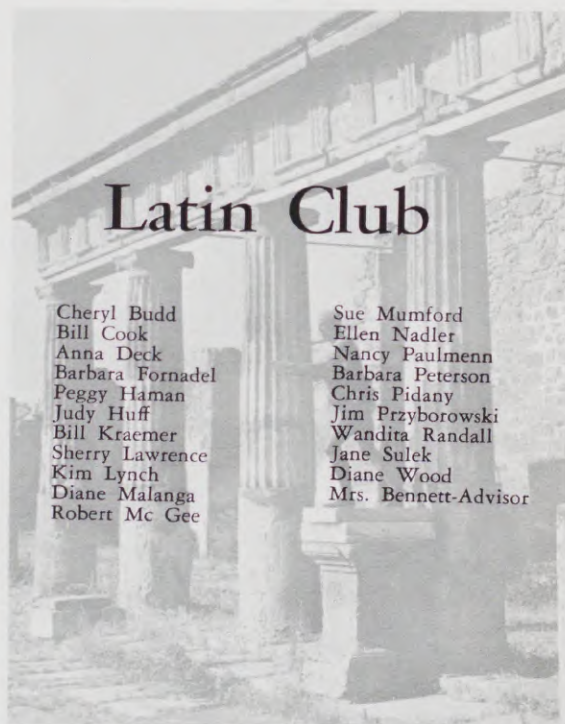 Latin Club
Cheryl Budd
Bill Cook
Anna Deck
Barbara Fornadel
Peggy Haman
Judy Huff
Bill Kraemer
Sherry Lawrence
Kim Lynch
Diane Malanga
Robert Mc Gee
Sue Mumford
Ellen Nadler
Nancy Paulmenn
Barbara Peterson
Chris Pidany
Jim Przyborowski
Wandita Randall
Jane Sulek
Diane Wood
Mrs. Bennett-Advisor